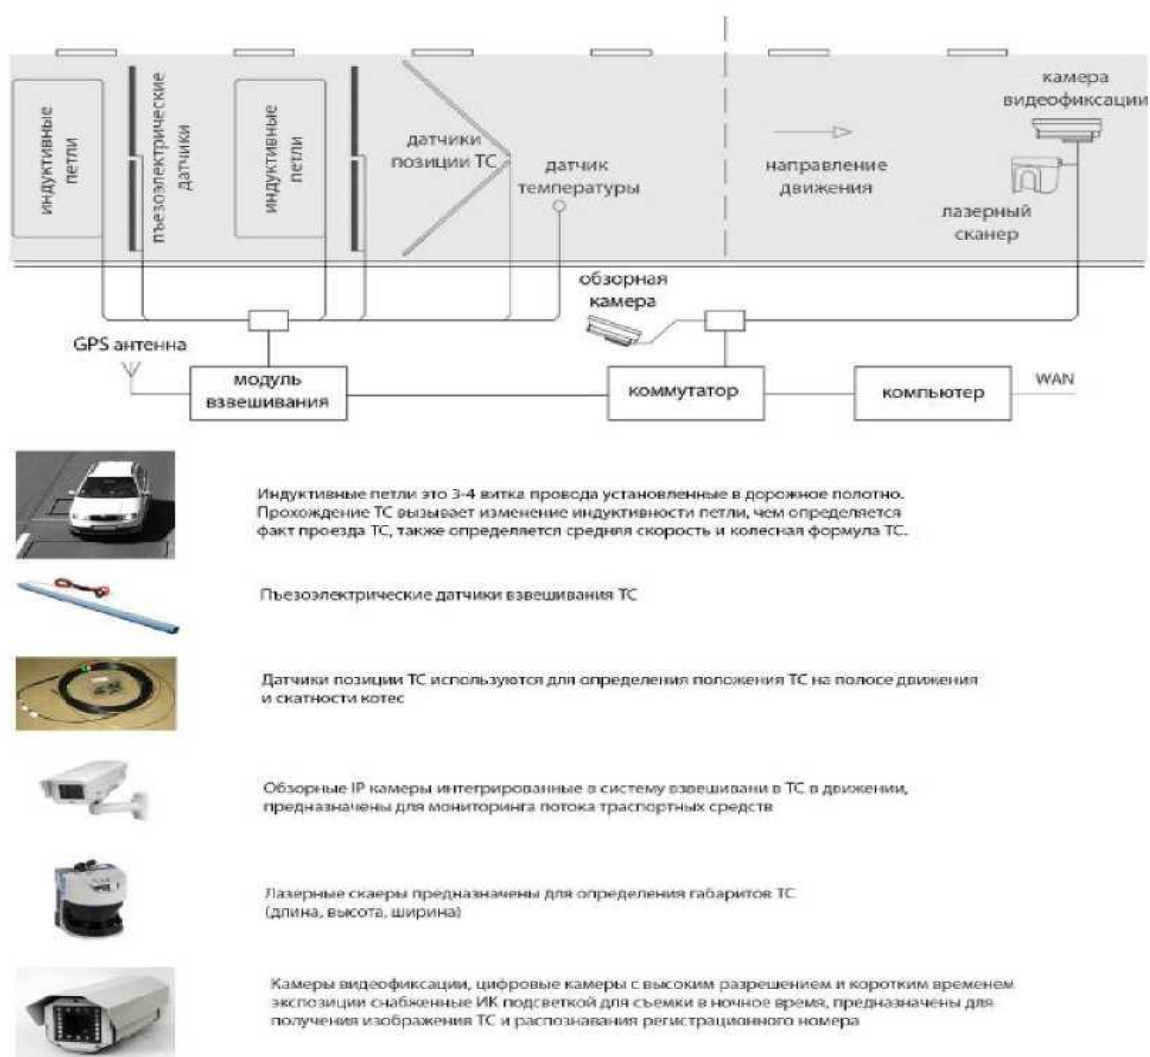 индуктивные
петли
пъезоэлектрические
датчики
индуктивные
петли
датчики
позиции ТС
датчик
температуры
направление
движения
камера
видеофиксации
лазерный
сканер
обзорная
камера
GPS антенна
модуль
взвешивания
коммутатор
компьютер
WAN
Индуктивные петли это 3-4 витка провода установленные в дорожное полотно.
Прохождение ТС вызывает изменение индуктивности петли, чем определяется
факт проезда ТС, также определяется средняя скорость и колесная формула ТС.
Пъезоэлектрические датчики взвешивания ТС
Датчики позиции ТС используются для определения положения ТС на полосе движения
и скатности котес
Обзорные IP камеры интегрированные в систему взвешивани в ТС в движении,
предназначены для мониторинга потока траспортных средств
Лазерные скаеры предназначены для определения габаритов ТС
(длина, высота, ширина)
Камеры видеофиксации, цифровые камеры с высоким разрешением и коротким временем
экспозиции снабженные ИК подсветкой для съемки в ночное время, предназначены для
получения изображения ТС и распознавания регистрационного номера